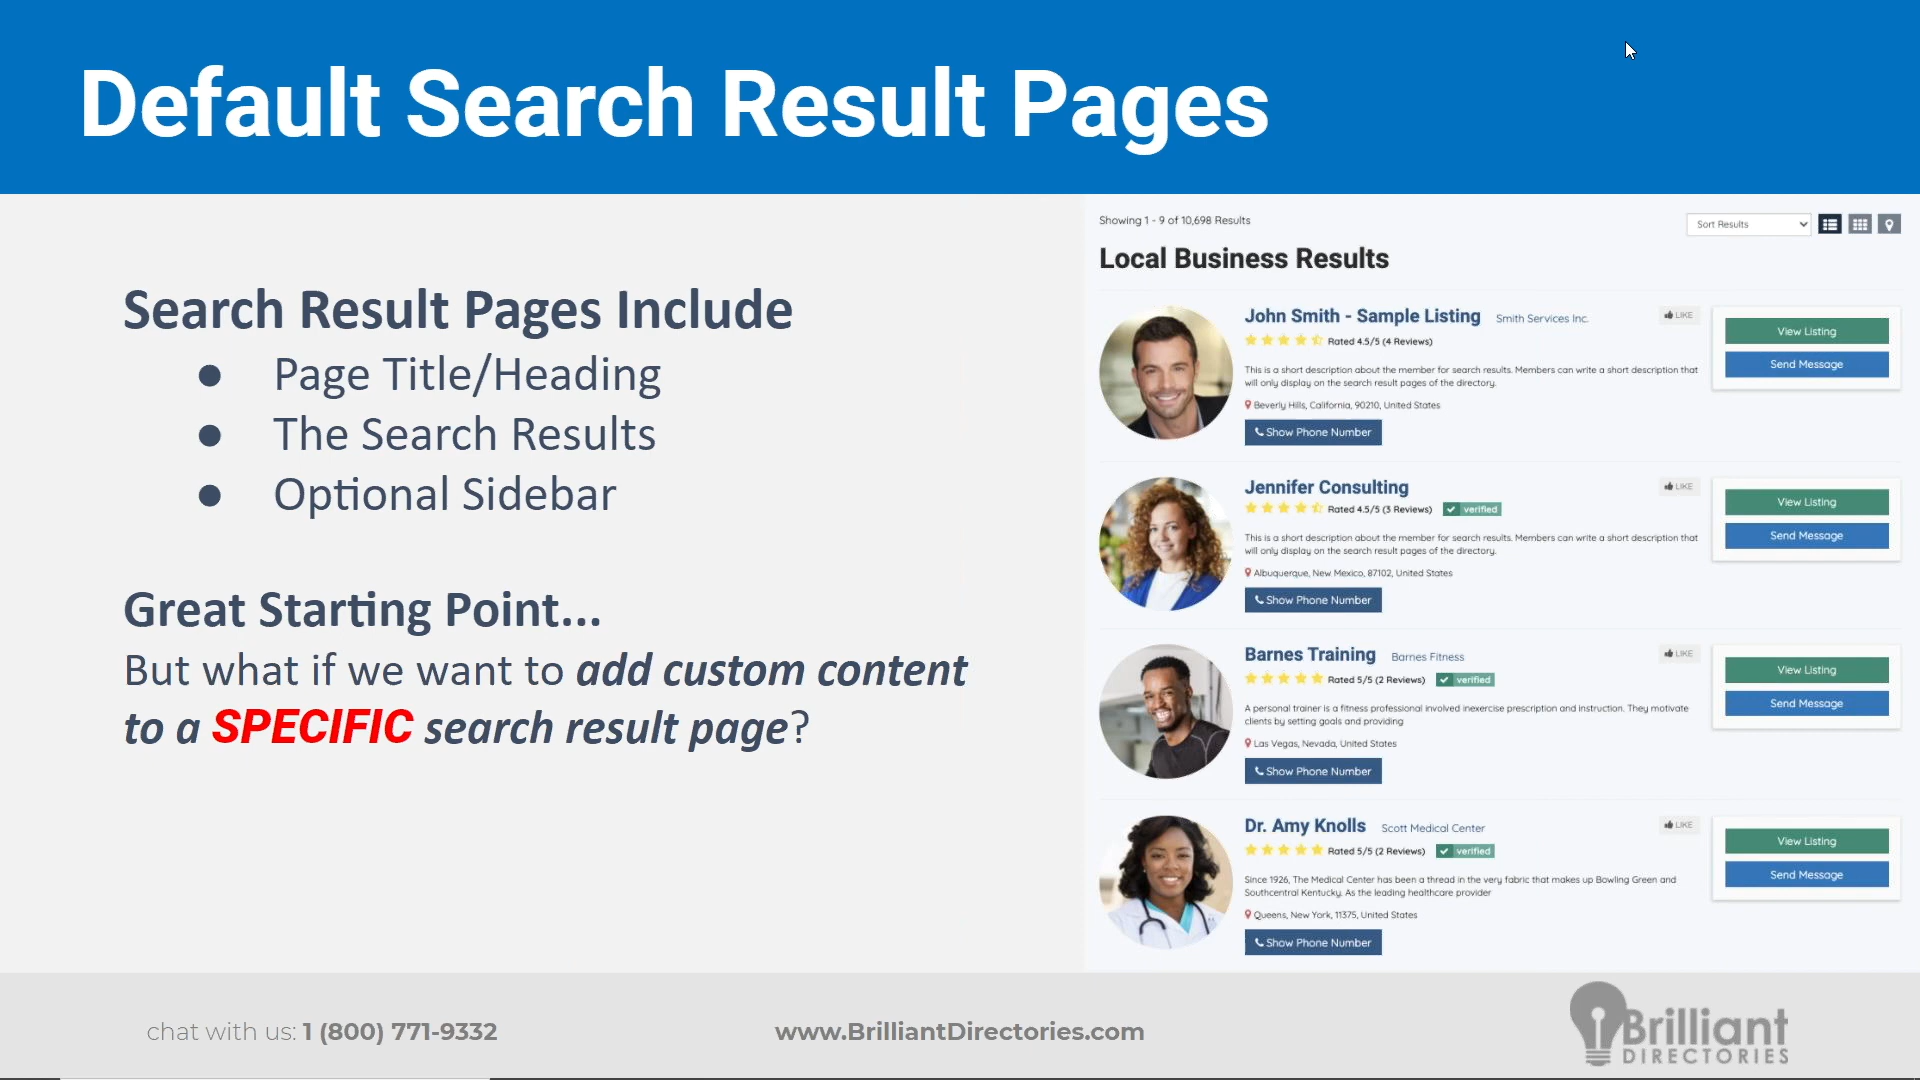 Default Search Result Pages
Search Result Pages Include
● Page Title/Heading
● The Search Results
● Optional Sidebar
Great Starting Point...
But what if we want to add custom content
to a SPECIFIC search result page?
Showing 1 - 9 of 10,698 Results
Sort Results
Local Business Results
John Smith - Sample Listing Smith Services Inc.
LIKE
Rated 4.5/5 (4 Reviews)
This is a short description about the member for search results. Members can write a short description that
will only display on the search result pages of the directory.
Beverly Hills, California, 90210, United States
Show Phone Number
View Listing
Send Message
Jennifer Consulting
LIKE
Rated 4.5/5 (3 Reviews) verified
This is a short description about the member for search results. Members can write a short description that
will only display on the search result pages of the directory.
Albuquerque, New Mexico, 87102, United States
Show Phone Number
View Listing
Send Message
Barnes Training Barnes Fitness
LIKE
Rated 5/5 (2 Reviews) verified
A personal trainer is a fitness professional involved inexercise prescription and instruction. They motivate
clients by setting goals and providing
Las Vegas, Nevada, United States
Show Phone Number
View Listing
Send Message
Dr. Amy Knolls Scott Medical Center
LIKE
Rated 5/5 (2 Reviews) verified
Since 1926, The Medical Center has been a thread in the very fabric that makes up Bowling Green and
Southcentral Kentucky. As the leading healthcare provider
Queens, New York, 11375, United States
Show Phone Number
View Listing
Send Message
chat with us: 1 (800) 771-9332
www.BrilliantDirectories.com
Brilliant
DIRECTORIES